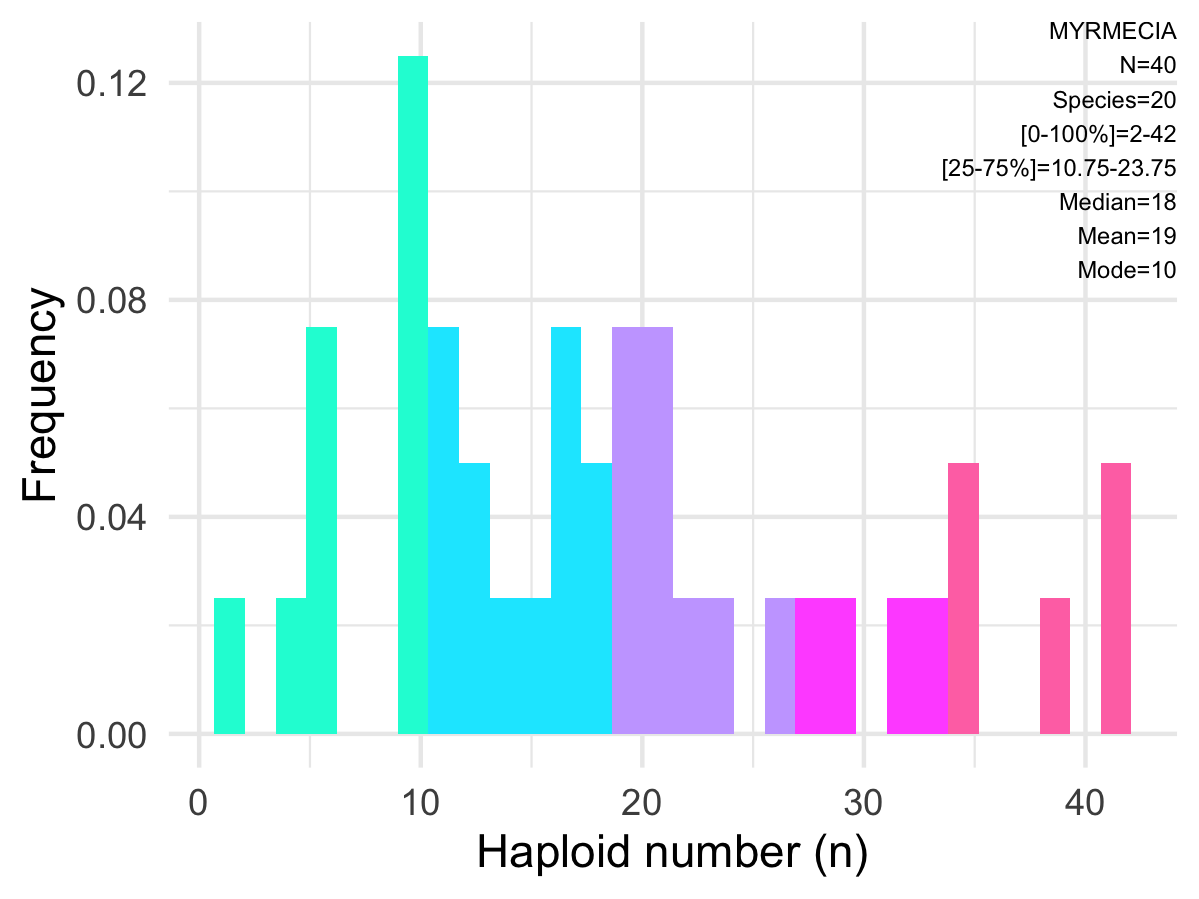 MYRMECIA
N=40
Species=20
[0-100%]=2-42
[25-75%]=10.75-23.75
Median=18
Mean=19
Mode=10
Frequency
0.12
0.08
0.04
0.00
0 10 20 30 40
Haploid number (n)